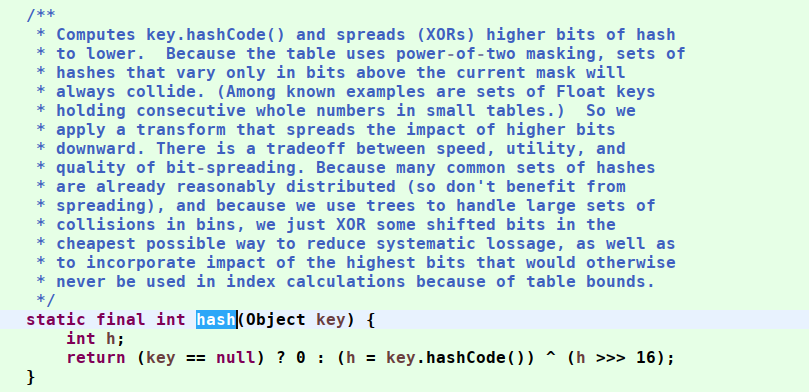 /**
 * Computes key.hashCode() and spreads (XORs) higher bits of hash
 * to lower.  Because the table uses power-of-two masking, sets of
 * hashes that vary only in bits above the current mask will
 * always collide. (Among known examples are sets of Float keys
 * holding consecutive whole numbers in small tables.)  So we
 * apply a transform that spreads the impact of higher bits
 * downward. There is a tradeoff between speed, utility, and
 * quality of bit-spreading. Because many common sets of hashes
 * are already reasonably distributed (so don't benefit from
 * spreading), and because we use trees to handle large sets of
 * collisions in bins, we just XOR some shifted bits in the
 * cheapest possible way to reduce systematic lossage, as well as
 * to incorporate impact of the highest bits that would otherwise
 * never be used in index calculations because of table bounds.
 */
static final int hash(Object key) {
    int h;
    return (key == null) ? 0 : (h = key.hashCode()) ^ (h >>> 16);
}